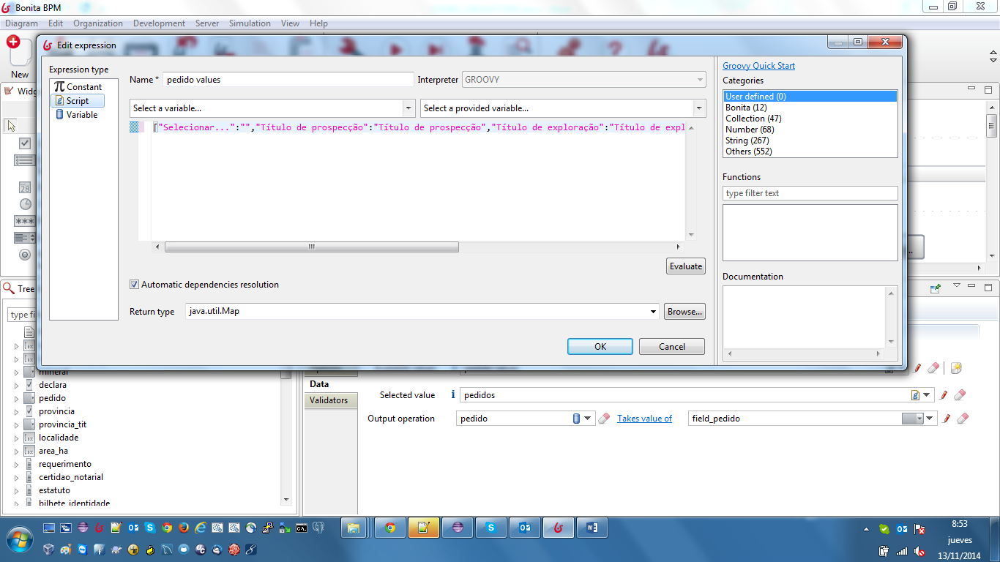 Bonita BPM
Diagram Edit Organization Development Server Simulation View Help
New
Edit expression
Expression type
Constant
Script
Variable
Name * pedido values Interpreter GROOVY
Select a variable... Select a provided variable...
["Selecionar...":"","Título de prospecção":"Título de prospecção","Título de exploração":"Título de expl
Evaluate
Automatic dependencies resolution
Return type java.util.Map Browse...
OK Cancel
Groovy Quick Start
Categories
User defined (0)
Bonita (12)
Collection (47)
Number (68)
String (267)
Others (552)
Functions
type filter text
Documentation
Widg
28
***
Tree
type fi
mineral
declara
pedido
provincia
provincia_tit
localidade
area_ha
requerimento
certidao_notarial
estatuto
bilhete_identidade
Data
Validators
Selected value pedidos
Output operation pedido Takes value of field_pedido
8:53
jueves
13/11/2014